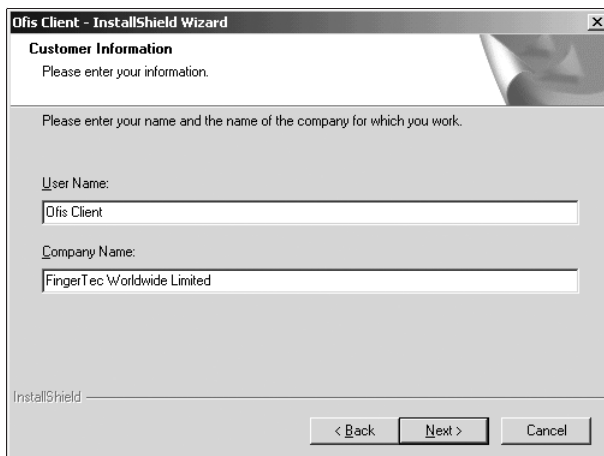 Ofis Client - InstallShield Wizard
Customer Information
Please enter your information.
Please enter your name and the name of the company for which you work.
User Name:
Ofis Client
Company Name:
FingerTec Worldwide Limited
InstallShield
< Back Next > Cancel